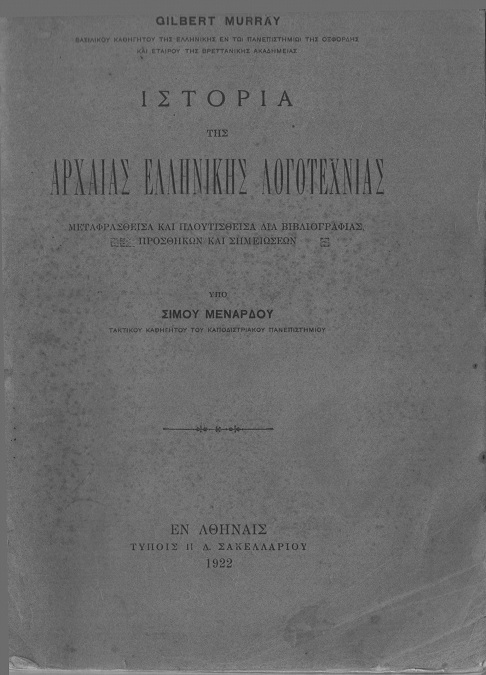 GILBERT MURRAY
ΒΑΣΙΛΙΚΟΥ ΚΑΘΗΓΗΤΟΥ ΤΗΣ ΕΛΛΗΝΙΚΗΣ ΕΝ ΤΩΙ ΠΑΝΕΠΙΣΤΗΜΙΩΙ ΤΗΣ ΟΞΦΟΡΔΗΣ
ΚΑΙ ΕΤΑΙΡΟΥ ΤΗΣ ΒΡΕΤΤΑΝΙΚΗΣ ΑΚΑΔΗΜΕΙΑΣ
ΙΣΤΟΡΙΑ
ΤΗΣ
ΑΡΧΑΙΑΣ ΕΛΛΗΝΙΚΗΣ ΛΟΓΟΤΕΧΝΙΑΣ
ΜΕΤΑΦΡΑΣΘΕΙΣΑ ΚΑΙ ΠΛΟΥΤΙΣΘΕΙΣΑ ΔΙΑ ΒΙΒΛΙΟΓΡΑΦΙΑΣ,
ΠΡΟΣΘΗΚΩΝ ΚΑΙ ΣΗΜΕΙΩΣΕΩΝ
ΥΠΟ
ΣΙΜΟΥ ΜΕΝΑΡΔΟΥ
ΤΑΚΤΙΚΟΥ ΚΑΘΗΓΗΤΟΥ ΤΟΥ ΚΑΠΟΔΙΣΤΡΙΑΚΟΥ ΠΑΝΕΠΙΣΤΗΜΙΟΥ
ΕΝ ΑΘΗΝΑΙΣ
ΤΥΠΟΙΣ Π Δ. ΣΑΚΕΛΛΑΡΙΟΥ
1922